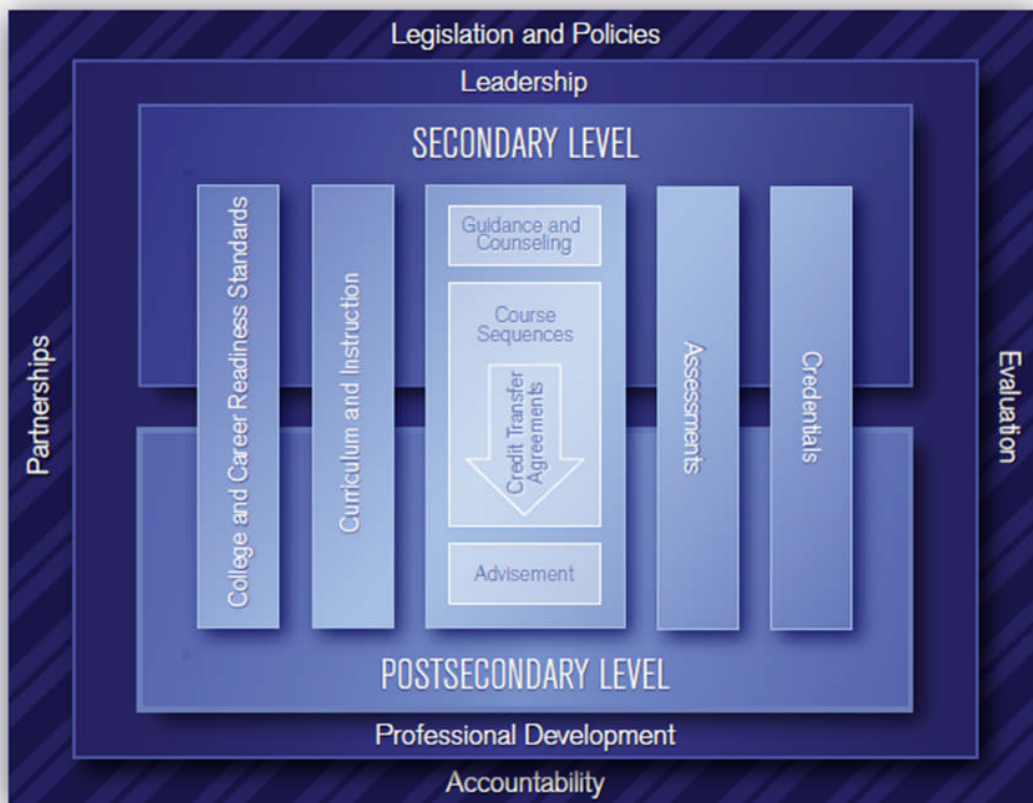 Legislation and Policies
Leadership
SECONDARY LEVEL
Partnerships
College and Career Readiness Standards
Curriculum and Instruction
Guidance and
Counseling
Course
Sequences
Credit Transfer
Agreements
Advisement
Assessments
Credentials
Evaluation
POSTSECONDARY LEVEL
Professional Development
Accountability